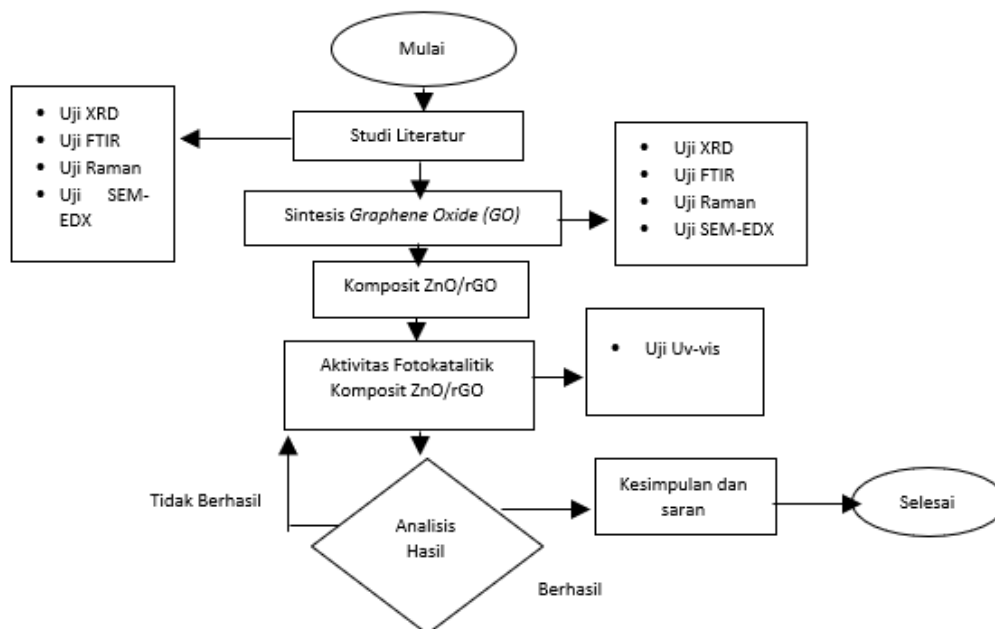 Mulai
• Uji XRD
• Uji FTIR
• Uji Raman
• Uji SEM-
EDX
Studi Literatur
• Uji XRD
• Uji FTIR
• Uji Raman
• Uji SEM-EDX
Sintesis Graphene Oxide (GO)
Komposit ZnO/rGO
Aktivitas Fotokatalitik
Komposit ZnO/rGO
• Uji Uv-vis
Tidak Berhasil
Analisis
Hasil
Berhasil
Kesimpulan dan
saran
Selesai